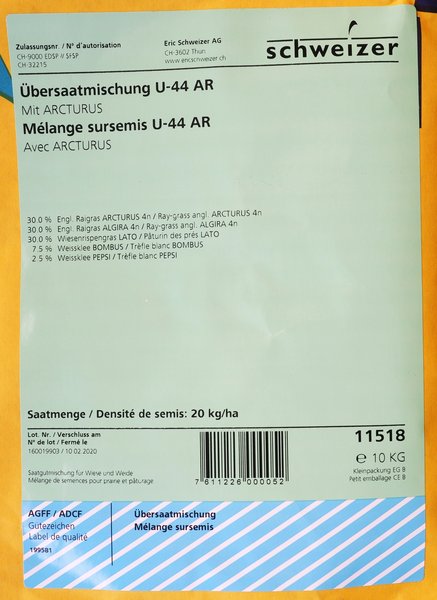 Zulassungsnr. / N° d'autorisation
CH-9000 EDSP // SFSP
CH-32215
Eric Schweizer AG
CH-3602 Thun
www.ericschweizer.ch
schweizer
Übersaatmischung U-44 AR
Mit ARCTURUS
Mélange sursemis U-44 AR
Avec ARCTURUS
30.0 % Engl. Raigras ARCTURUS 4n / Ray-grass angl. ARCTURUS 4n
30.0 % Engl. Raigras ALGIRA 4n / Ray-grass angl. ALGIRA 4n
30.0 % Wiesenrispengras LATO / Pâturin des prés LATO
7.5 % Weissklee BOMBUS / Trèfle blanc BOMBUS
2.5 % Weissklee PEPSI / Trèfle blanc PEPSI
Saatmenge / Densité de semis: 20 kg/ha
Lot. Nr. / Verschluss am
N° de lot / Fermé le
160019903 / 10 02 2020
Saatgutmischung für Wiese und Weide
Mélange de semences pour prairie et pâturage
7 611226 000052
11518
e 10 KG
Kleinpackung EG B
Petit emballage CE B
AGFF / ADCF
Gütezeichen
Label de qualité
199581
Übersaatmischung
Mélange sursemis